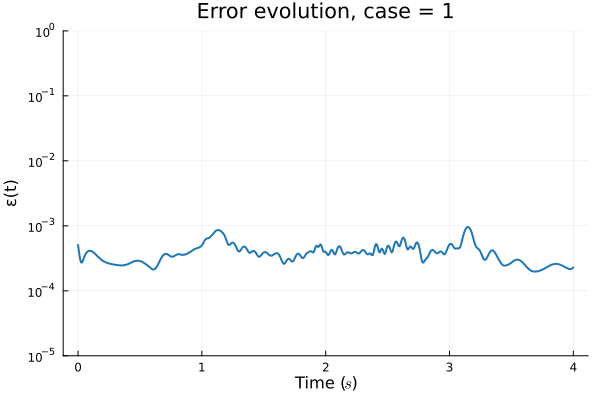 Error evolution, case = 1
10⁰
10⁻¹
10⁻²
10⁻³
10⁻⁴
10⁻⁵
ε(t)
0 1 2 3 4
Time (s)